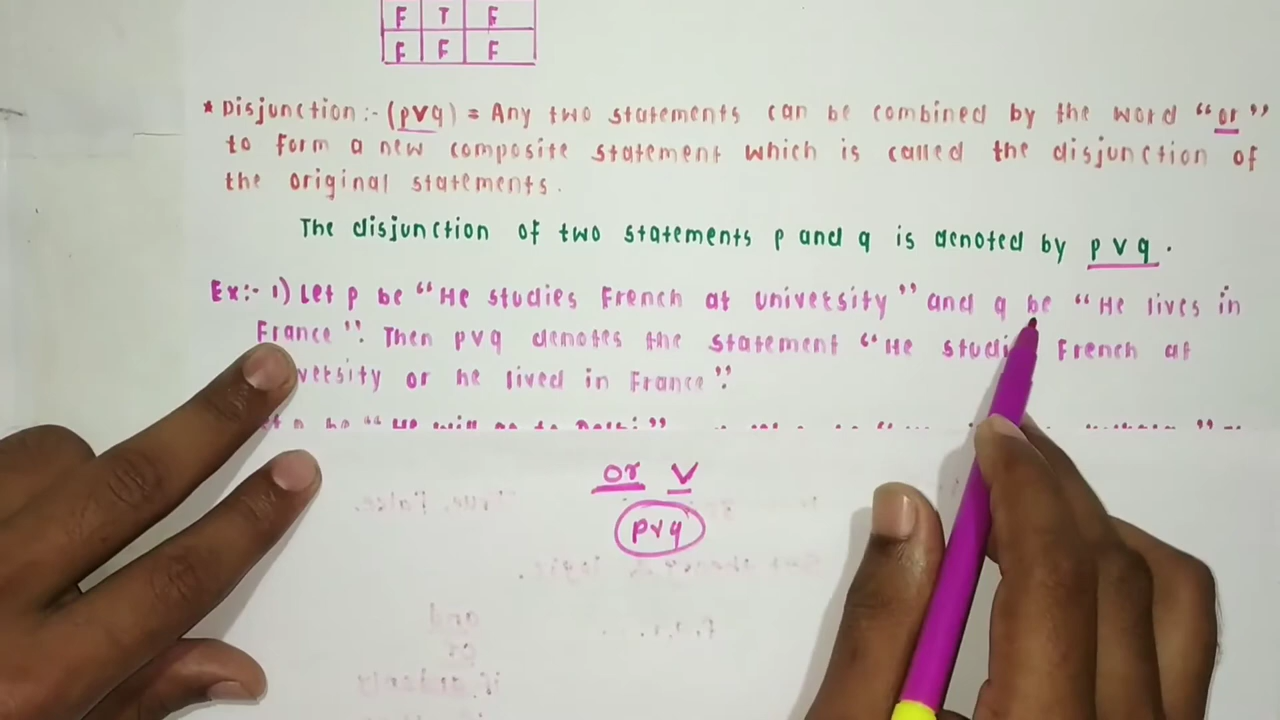 F T F
F F F
* Disjunction :- (p∨q) = Any two statements can be combined by the word "or"
to form a new composite statement which is called the disjunction of
the original statements.
The disjunction of two statements p and q is denoted by p ∨ q.
Ex:- 1) Let p be "He studies French at university" and q be "He lives in
France". Then p∨q denotes the statement "He studi French at
versity or he lived in France".
or ∨
p∨q